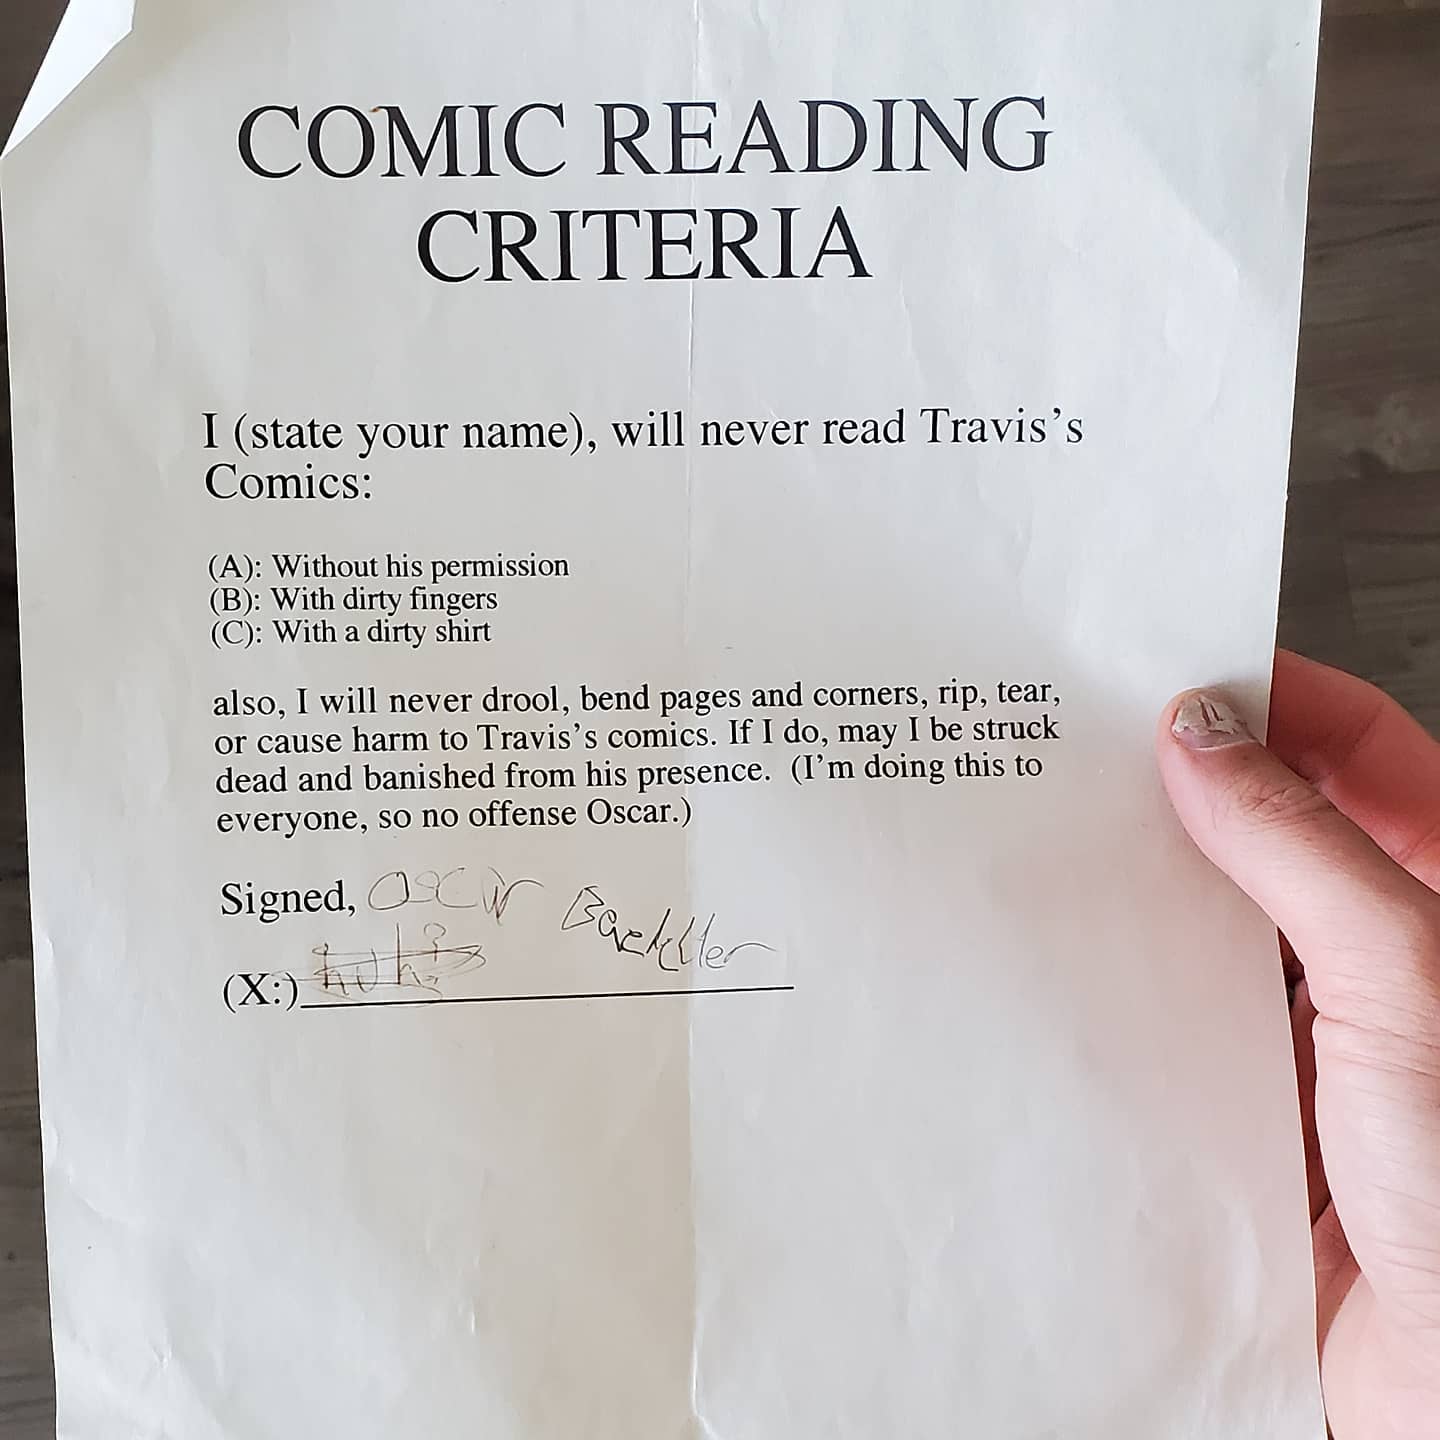 COMIC READING
CRITERIA
I (state your name), will never read Travis's
Comics:
(A): Without his permission
(B): With dirty fingers
(C): With a dirty shirt
also, I will never drool, bend pages and corners, rip, tear,
or cause harm to Travis's comics. If I do, may I be struck
dead and banished from his presence. (I'm doing this to
everyone, so no offense Oscar.)
Signed, Oscar
(X:)